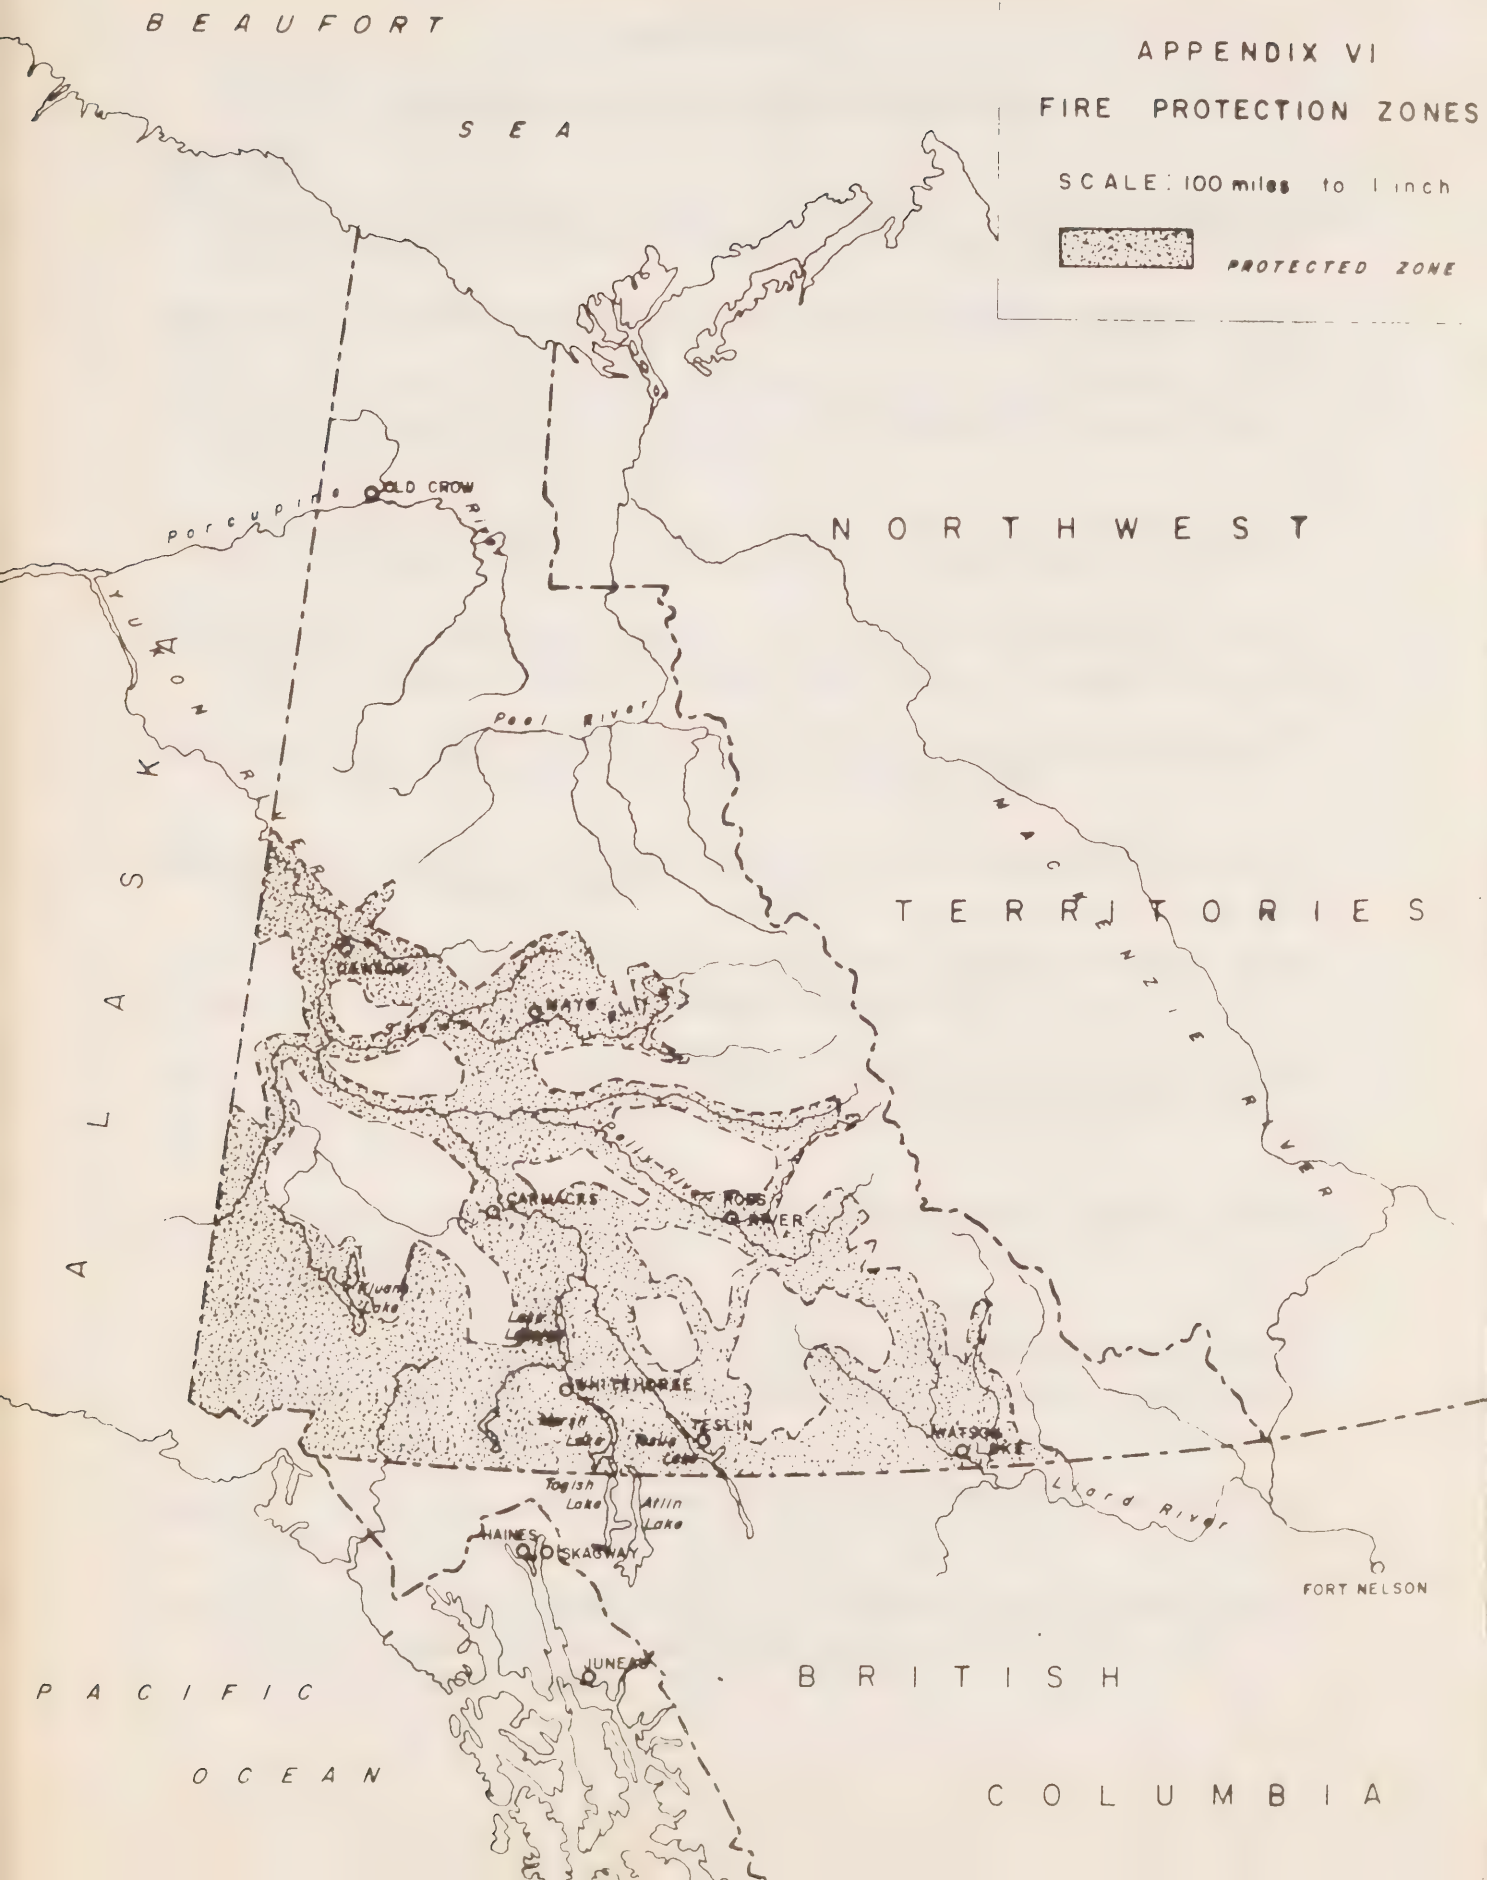 BEAUFORT
SEA
APPENDIX VI
FIRE PROTECTION ZONES
SCALE: 100 miles to 1 inch
PROTECTED ZONE
OLD CROW
Porcupine River
NORTHWEST
YUKON RIVER
Peel River
ALASKA
TERRITORIES
MACKENZIE RIVER
DAWSON
MAYO
Pelly River
CARMACKS
ROSS
RIVER
Kluane
Lake
Lake
WHITEHORSE
Marsh
Lake
TESLIN
Lake
WATSON
LAKE
Tagish
Lake
Atlin
Lake
Liard River
HAINES
SKAGWAY
FORT NELSON
JUNEAU
BRITISH
PACIFIC
OCEAN
COLUMBIA